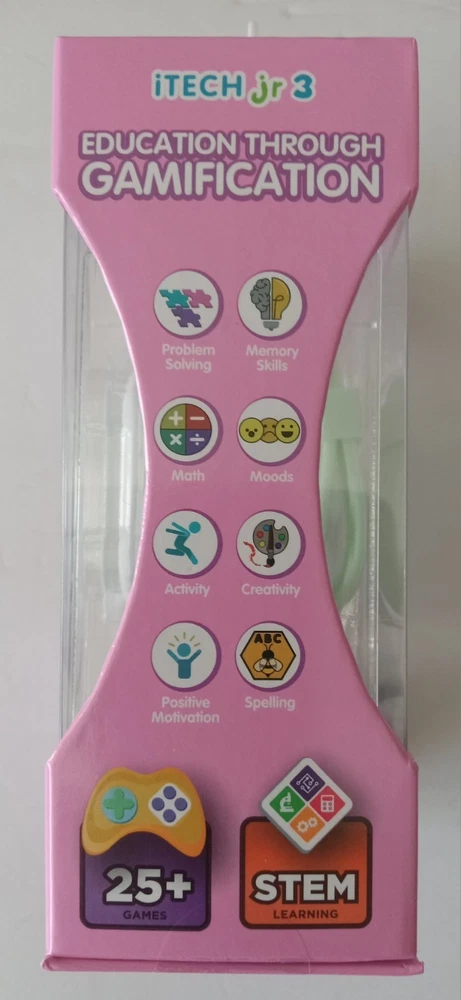 iTECH jr 3
EDUCATION THROUGH
GAMIFICATION
Problem
Solving
Memory
Skills
Math
Moods
Activity
Creativity
Positive
Motivation
ABC
Spelling
25+
GAMES
STEM
LEARNING